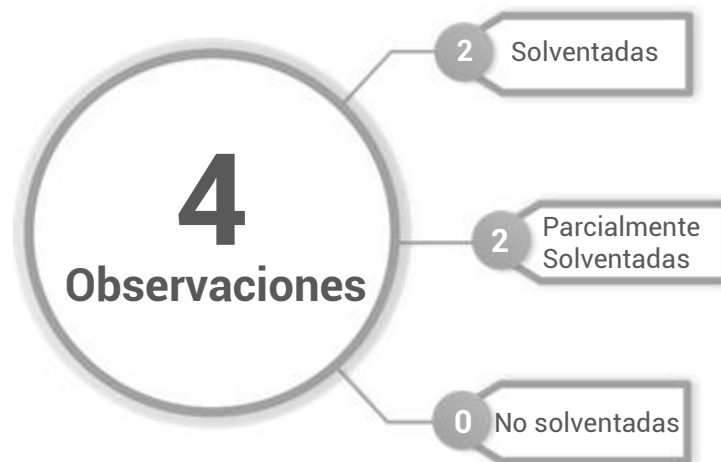 4
Observaciones
2 Solventadas
2 Parcialmente
Solventadas
0 No solventadas